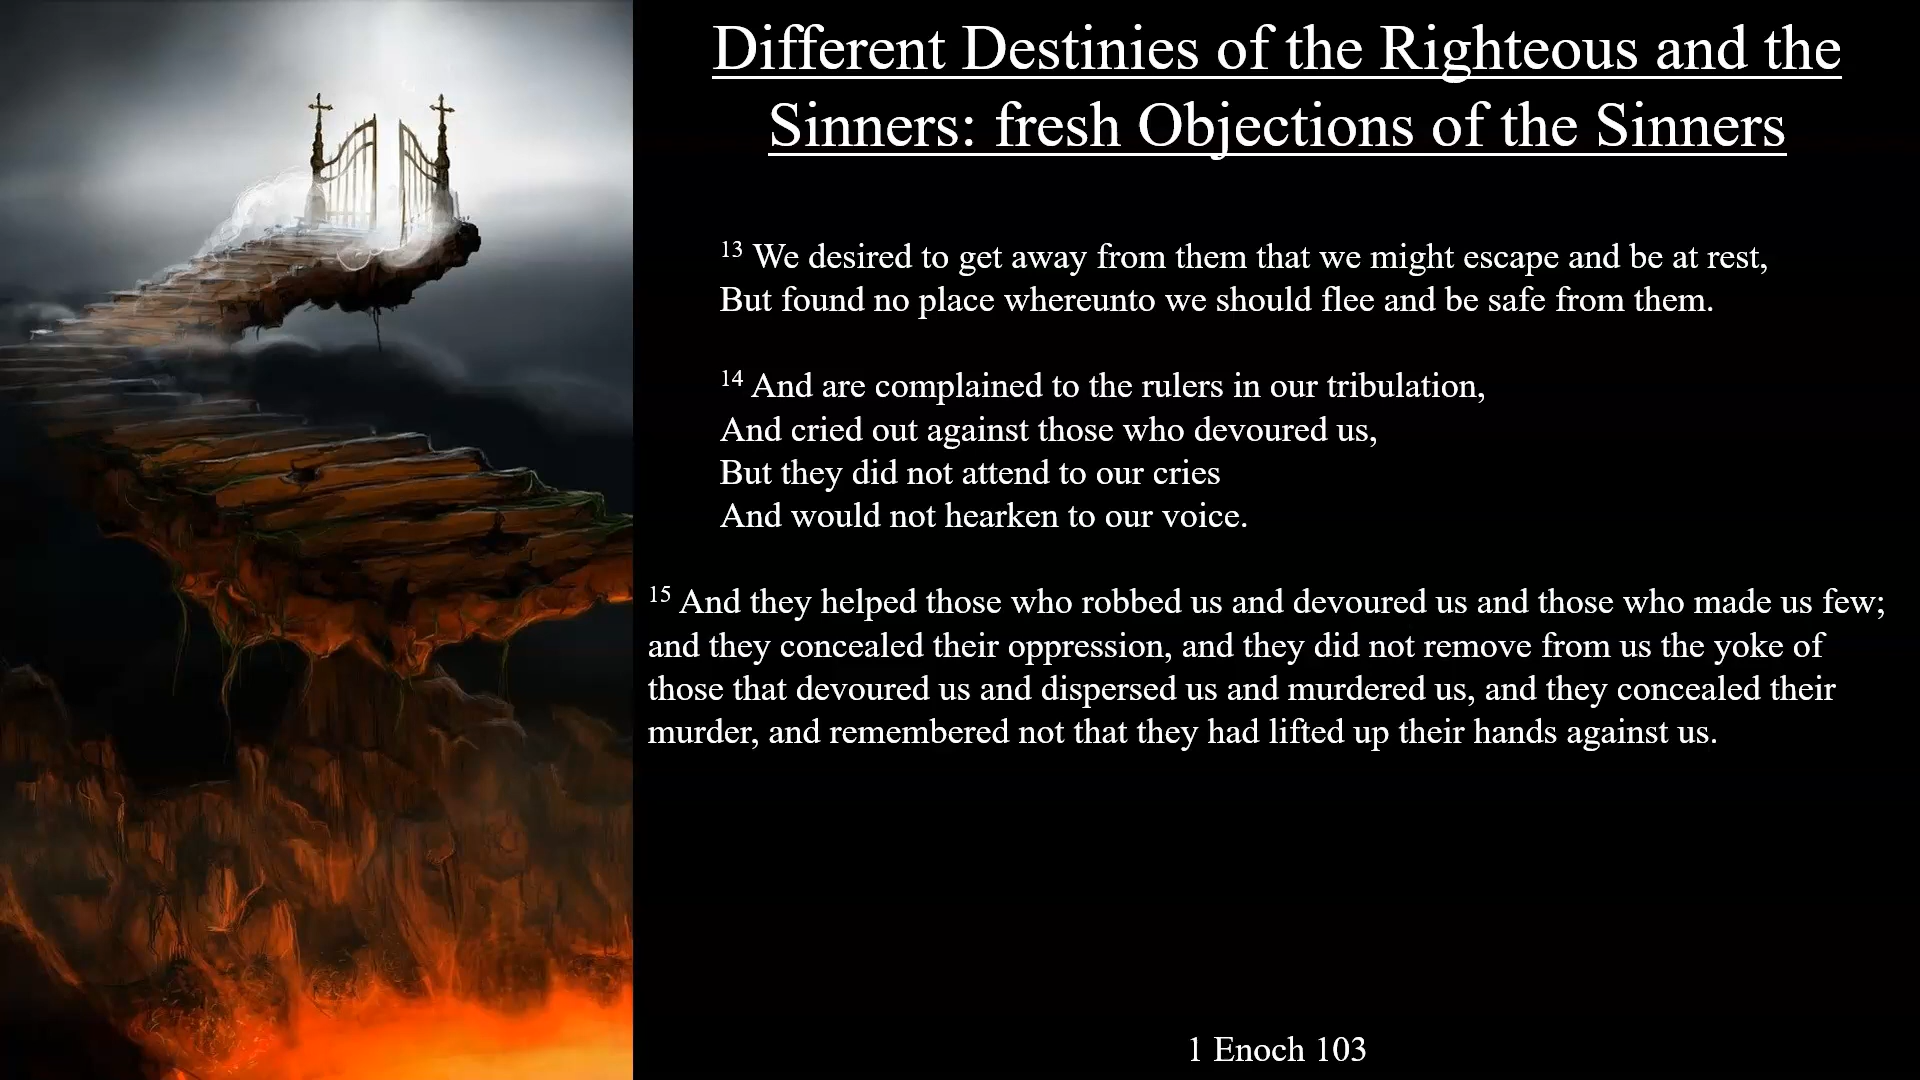 Different Destinies of the Righteous and the
Sinners: fresh Objections of the Sinners
13 We desired to get away from them that we might escape and be at rest,
But found no place whereunto we should flee and be safe from them.
14 And are complained to the rulers in our tribulation,
And cried out against those who devoured us,
But they did not attend to our cries
And would not hearken to our voice.
15 And they helped those who robbed us and devoured us and those who made us few;
and they concealed their oppression, and they did not remove from us the yoke of
those that devoured us and dispersed us and murdered us, and they concealed their
murder, and remembered not that they had lifted up their hands against us.
1 Enoch 103